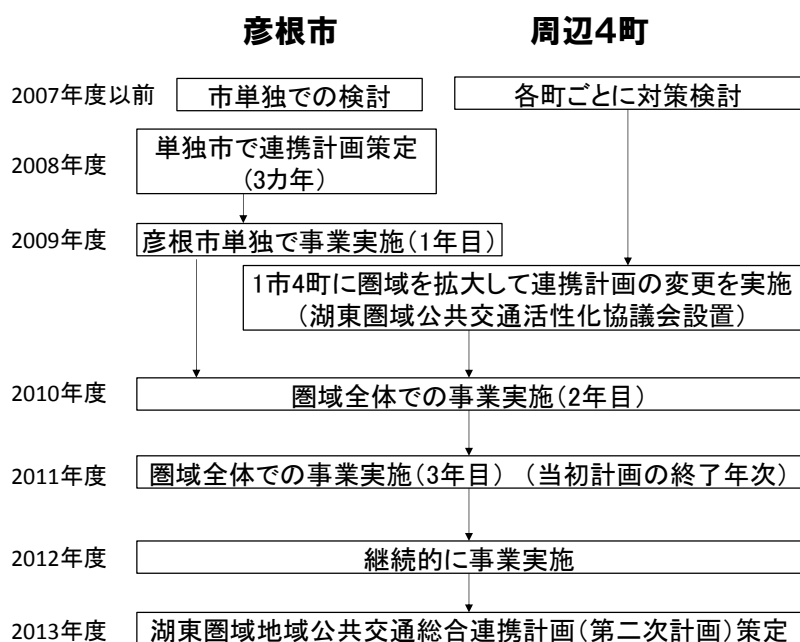 彦根市 周辺4町
2007年度以前 市単独での検討 各町ごとに対策検討
2008年度 単独市で連携計画策定
(3カ年)
2009年度 彦根市単独で事業実施(1年目)
1市4町に圏域を拡大して連携計画の変更を実施
(湖東圏域公共交通活性化協議会設置)
2010年度 圏域全体での事業実施(2年目)
2011年度 圏域全体での事業実施(3年目) (当初計画の終了年次)
2012年度 継続的に事業実施
2013年度 湖東圏域地域公共交通総合連携計画(第二次計画)策定